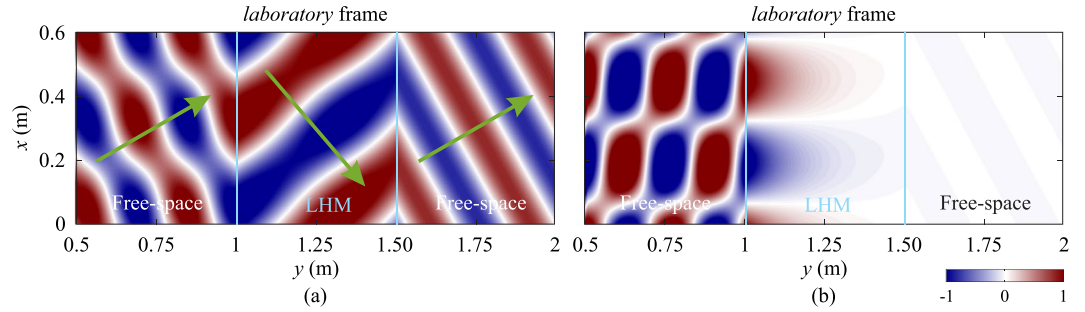 laboratory frame
laboratory frame
0.6
0.4
0.2
0
x (m)
Free-space
LHM
Free-space
Free-space
LHM
Free-space
0.5 0.75 1 1.25 1.50 1.75 2
0.5 0.75 1 1.25 1.50 1.75 2
y (m)
y (m)
-1 0 1
(a)
(b)